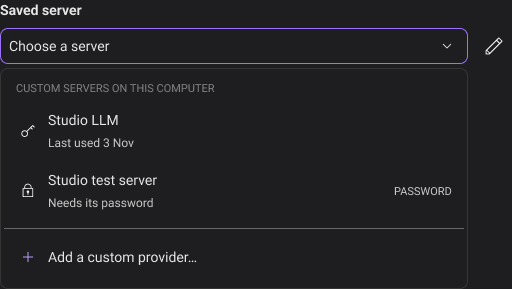 Saved server
Choose a server
CUSTOM SERVERS ON THIS COMPUTER
Studio LLM
Last used 3 Nov
Studio test server
Needs its password
PASSWORD
Add a custom provider...